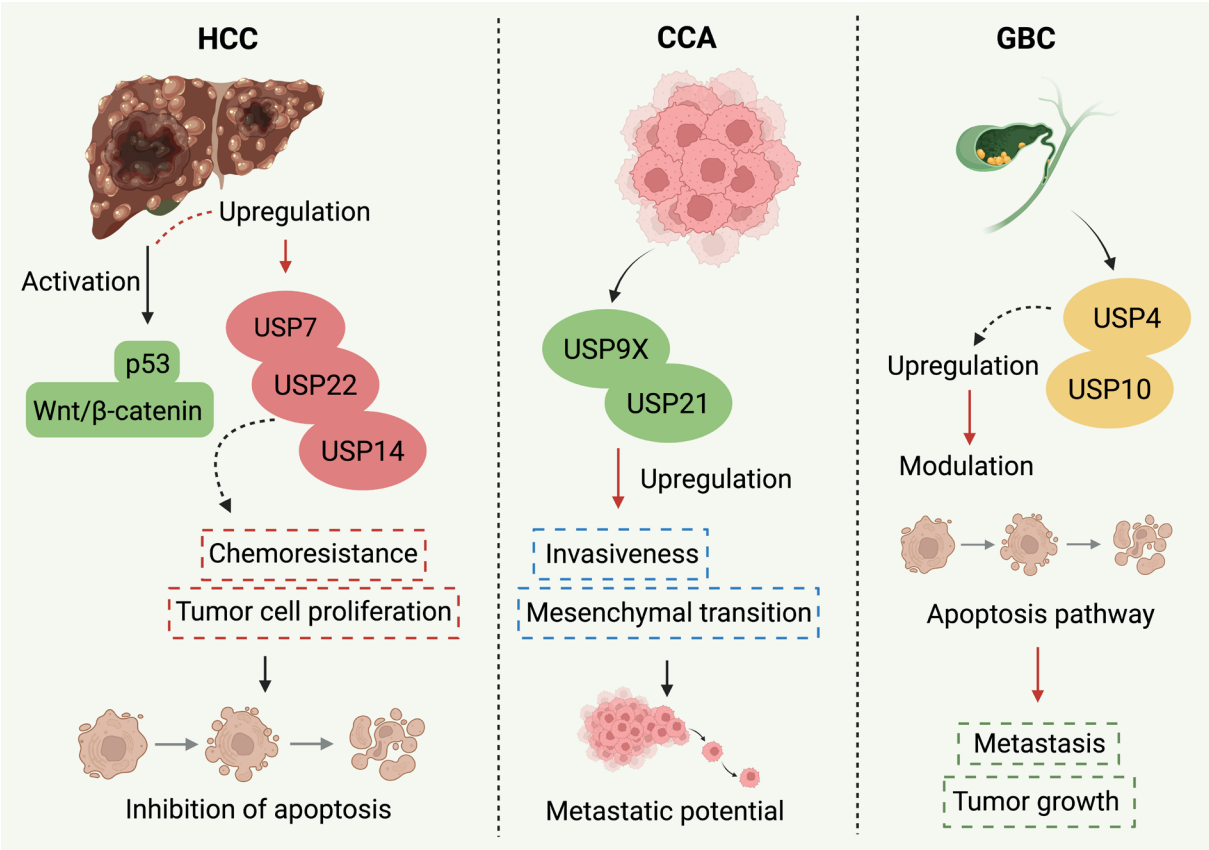 HCC
Upregulation
Activation
p53
Wnt/β-catenin
USP7
USP22
USP14
Chemoresistance
Tumor cell proliferation
Inhibition of apoptosis
CCA
USP9X
USP21
Upregulation
Invasiveness
Mesenchymal transition
Metastatic potential
GBC
USP4
USP10
Upregulation
Modulation
Apoptosis pathway
Metastasis
Tumor growth